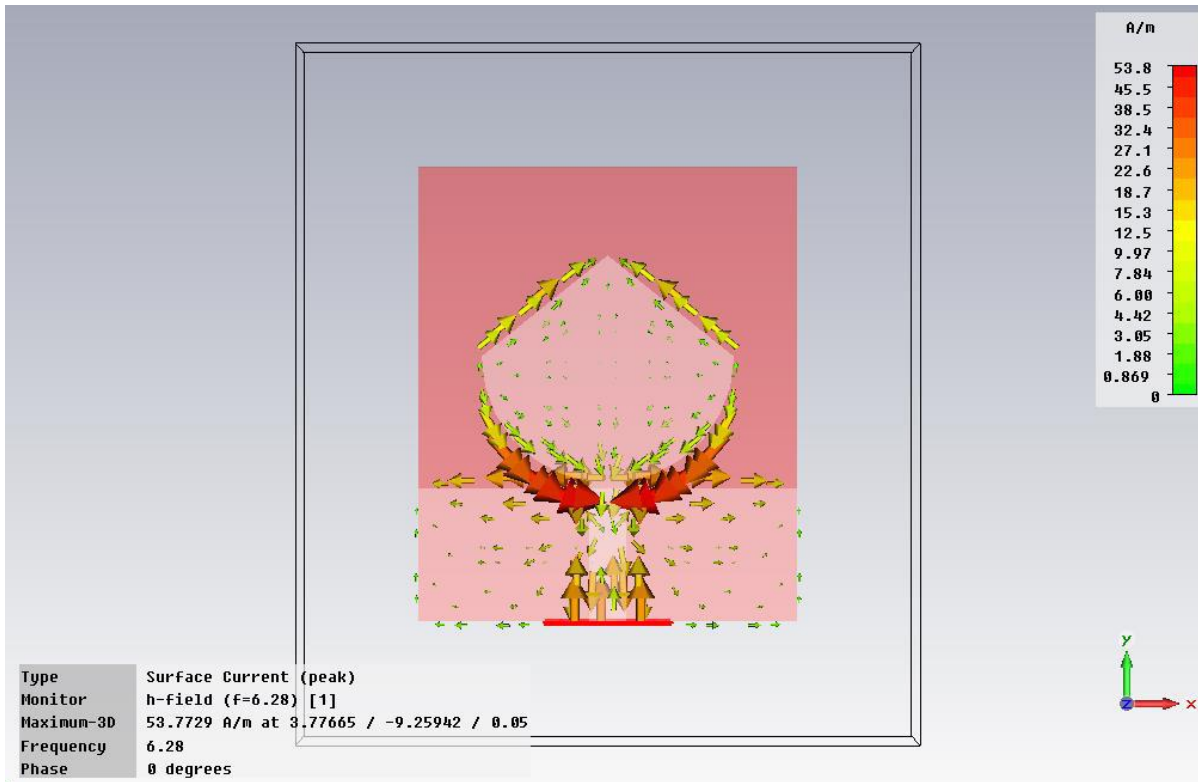 A/m
53.8
45.5
38.5
32.4
27.1
22.6
18.7
15.3
12.5
9.97
7.84
6.00
4.42
3.05
1.88
0.869
0
y
z
x
Type Surface Current (peak)
Monitor h-field (f=6.28) [1]
Maximum-3D 53.7729 A/m at 3.77665 / -9.25942 / 0.05
Frequency 6.28
Phase 0 degrees